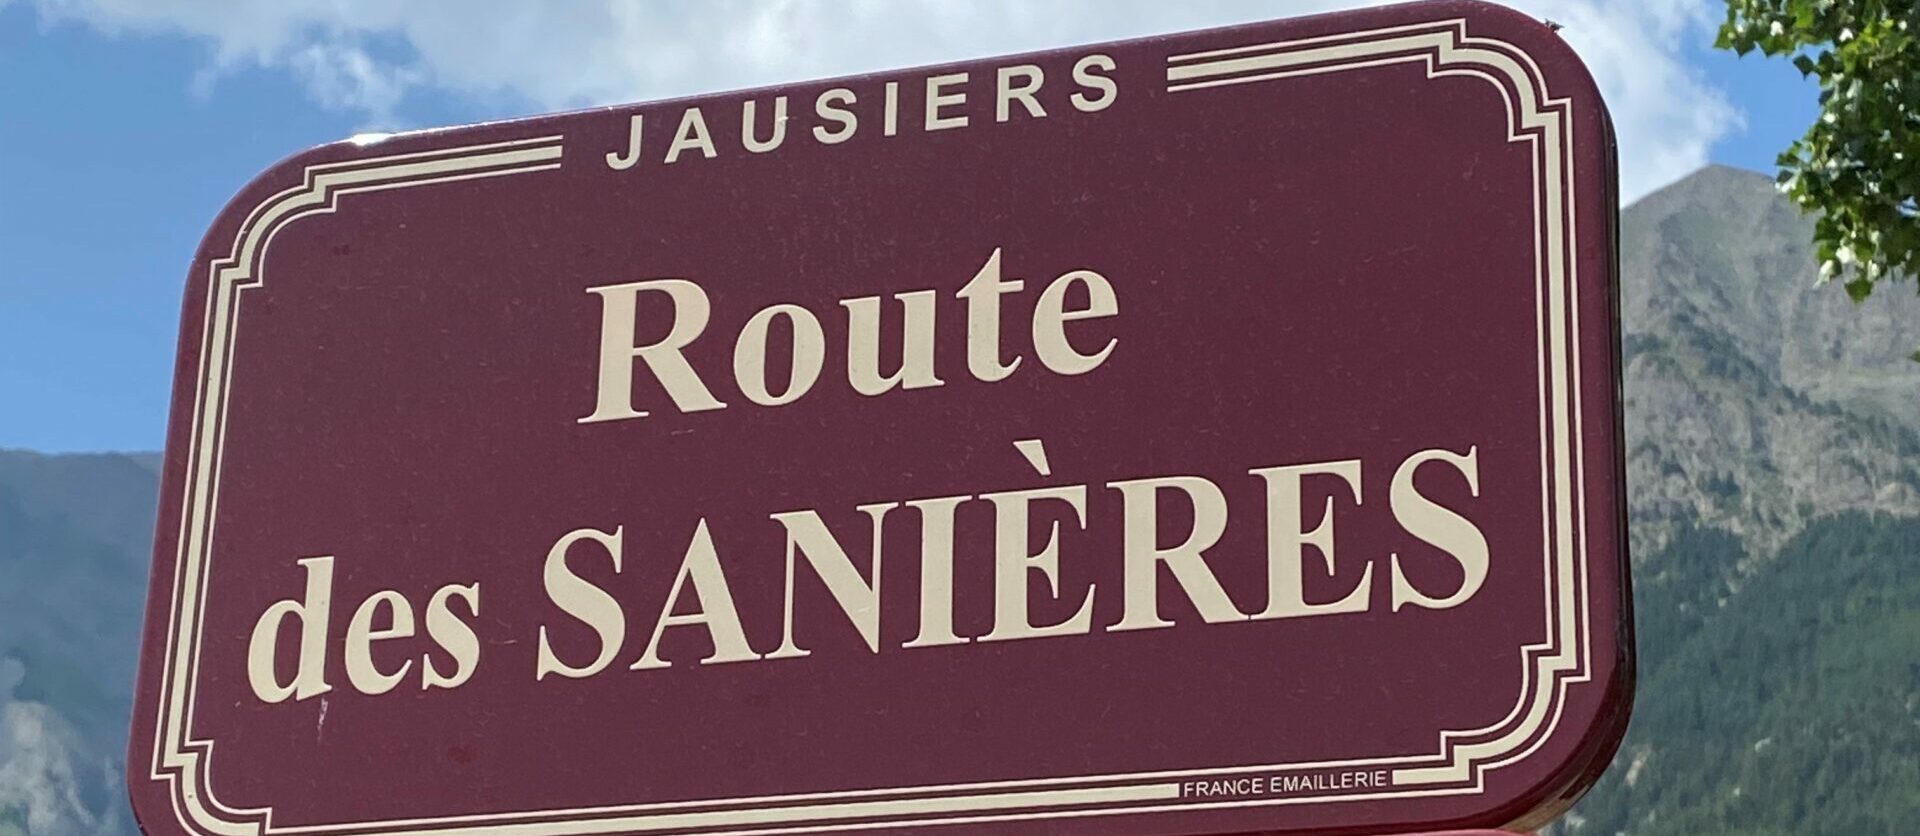 JAUSIERS
Route
des SANIÈRES
FRANCE EMAILLERIE